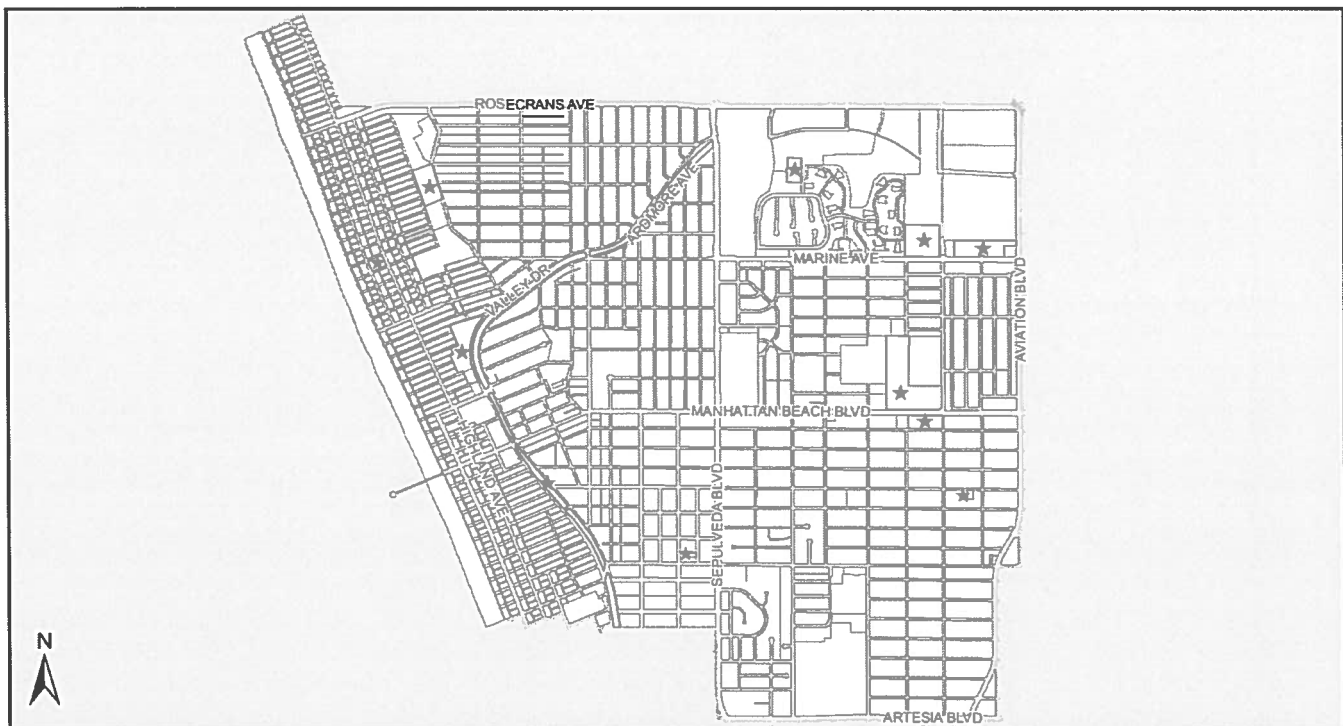 ROSECRANS AVE
ARDMORE AVE
MARINE AVE
VALLEY DR
AVIATION BLVD
MANHATTAN BEACH BLVD
HIGHLAND AVE
SEPULVEDA BLVD
N
ARTESIA BLVD